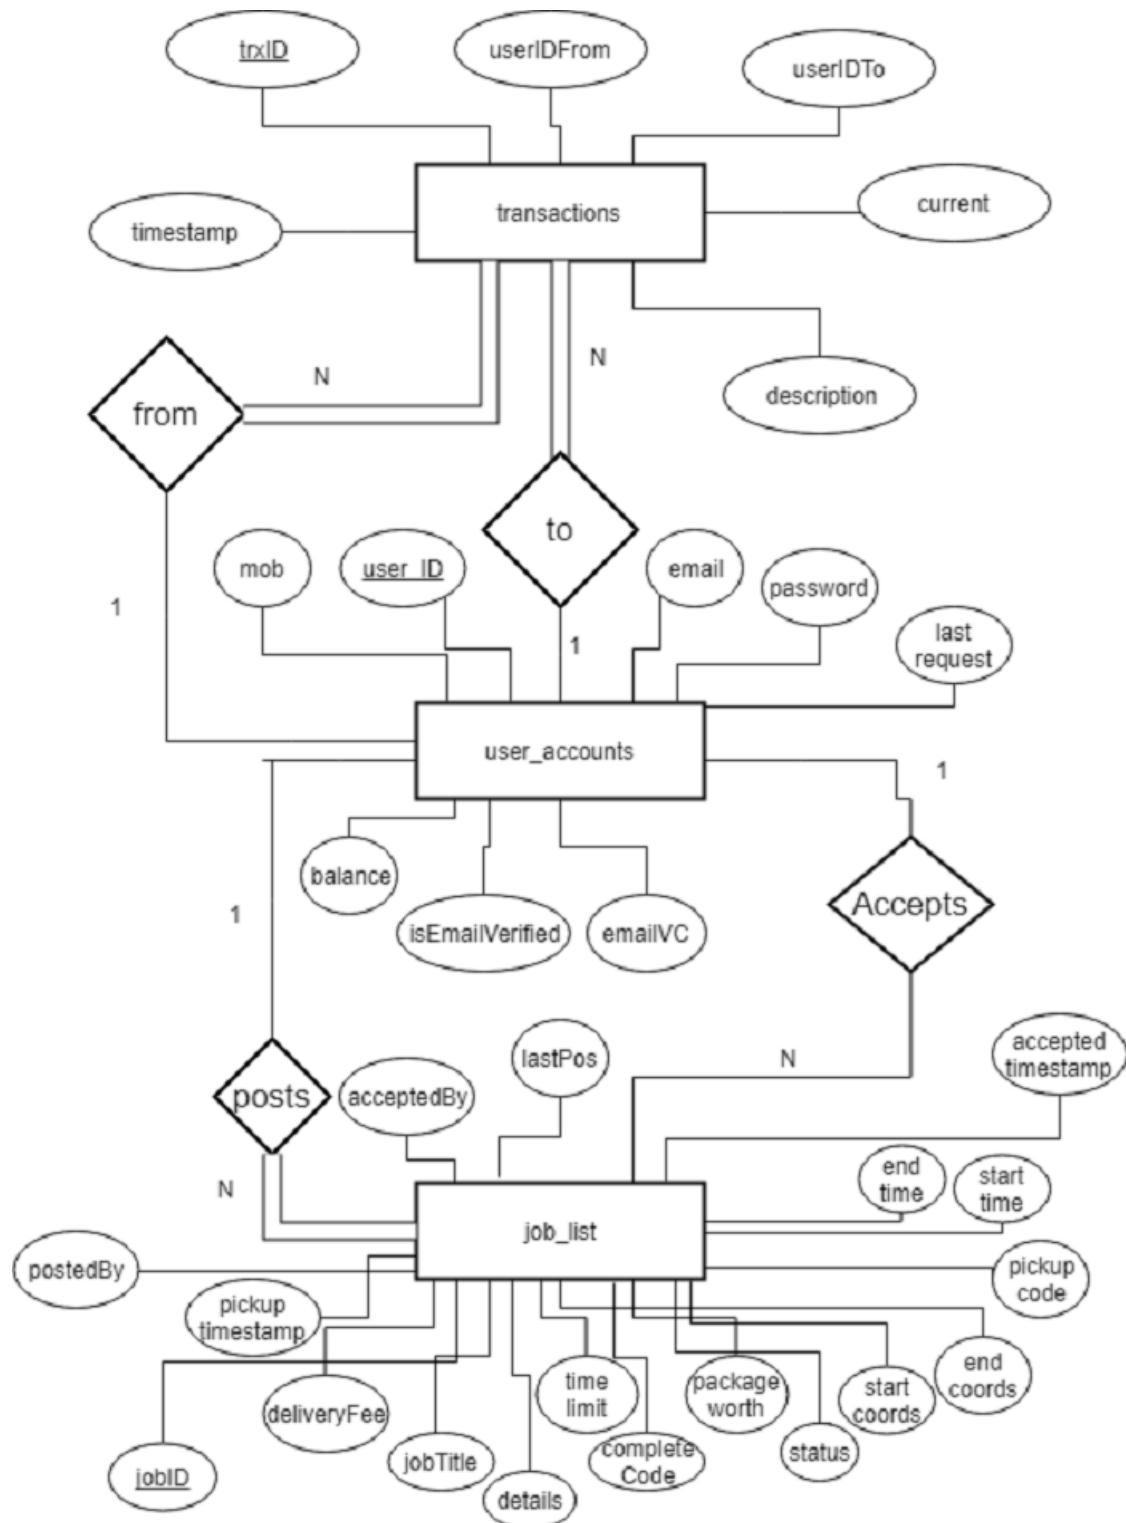 trxID
userIDFrom
userIDTo
transactions
current
timestamp
description
N
N
from
to
mob
user_ID
email
password
last
request
1
1
user_accounts
1
balance
isEmailVerified
emailVC
Accepts
1
lastPos
N
accepted
timestamp
posts
acceptedBy
end
time
start
time
N
job_list
postedBy
pickup
timestamp
pickup
code
deliveryFee
time
limit
package
worth
start
coords
end
coords
jobID
jobTitle
details
complete
Code
status